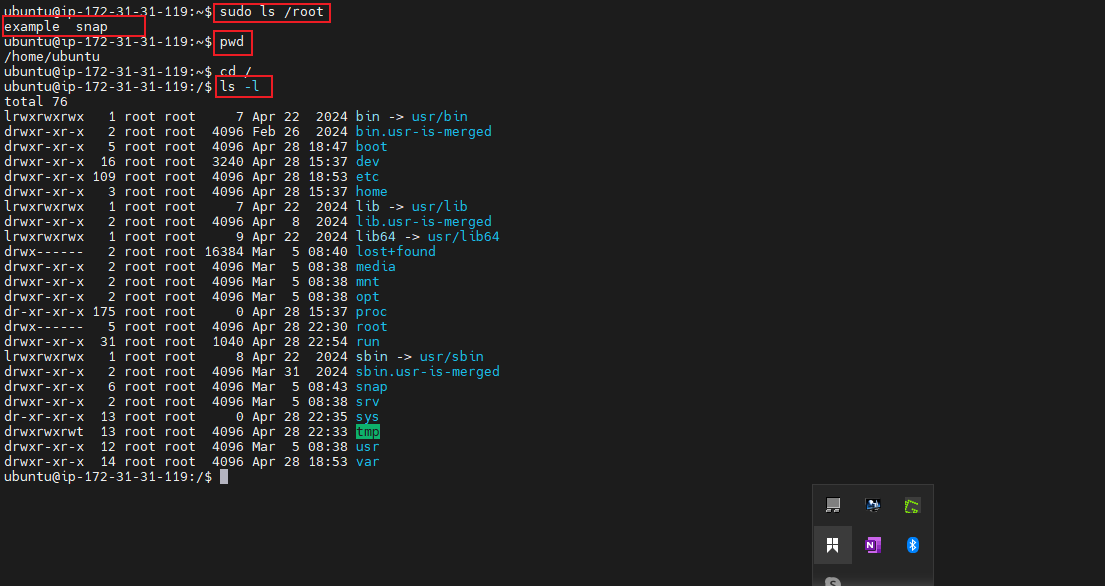 ubuntu@ip-172-31-31-119:~$ sudo ls /root
example  snap
ubuntu@ip-172-31-31-119:~$ pwd
/home/ubuntu
ubuntu@ip-172-31-31-119:~$ cd /
ubuntu@ip-172-31-31-119:/$ ls -l
total 76
lrwxrwxrwx   1 root root     7 Apr 22  2024 bin -> usr/bin
drwxr-xr-x   2 root root  4096 Feb 26  2024 bin.usr-is-merged
drwxr-xr-x   5 root root  4096 Apr 28 18:47 boot
drwxr-xr-x  16 root root  3240 Apr 28 15:37 dev
drwxr-xr-x 109 root root  4096 Apr 28 18:53 etc
drwxr-xr-x   3 root root  4096 Apr 28 15:37 home
lrwxrwxrwx   1 root root     7 Apr 22  2024 lib -> usr/lib
drwxr-xr-x   2 root root  4096 Apr  8  2024 lib.usr-is-merged
lrwxrwxrwx   1 root root     9 Apr 22  2024 lib64 -> usr/lib64
drwx------   2 root root 16384 Mar  5 08:40 lost+found
drwxr-xr-x   2 root root  4096 Mar  5 08:38 media
drwxr-xr-x   2 root root  4096 Mar  5 08:38 mnt
drwxr-xr-x   2 root root  4096 Mar  5 08:38 opt
dr-xr-xr-x 175 root root     0 Apr 28 15:37 proc
drwx------   5 root root  4096 Apr 28 22:30 root
drwxr-xr-x  31 root root  1040 Apr 28 22:54 run
lrwxrwxrwx   1 root root     8 Apr 22  2024 sbin -> usr/sbin
drwxr-xr-x   2 root root  4096 Mar 31  2024 sbin.usr-is-merged
drwxr-xr-x   6 root root  4096 Mar  5 08:43 snap
drwxr-xr-x   2 root root  4096 Mar  5 08:38 srv
dr-xr-xr-x  13 root root     0 Apr 28 22:35 sys
drwxrwxrwt  13 root root  4096 Apr 28 22:33 tmp
drwxr-xr-x  12 root root  4096 Mar  5 08:38 usr
drwxr-xr-x  14 root root  4096 Apr 28 18:53 var
ubuntu@ip-172-31-31-119:/$
N
S